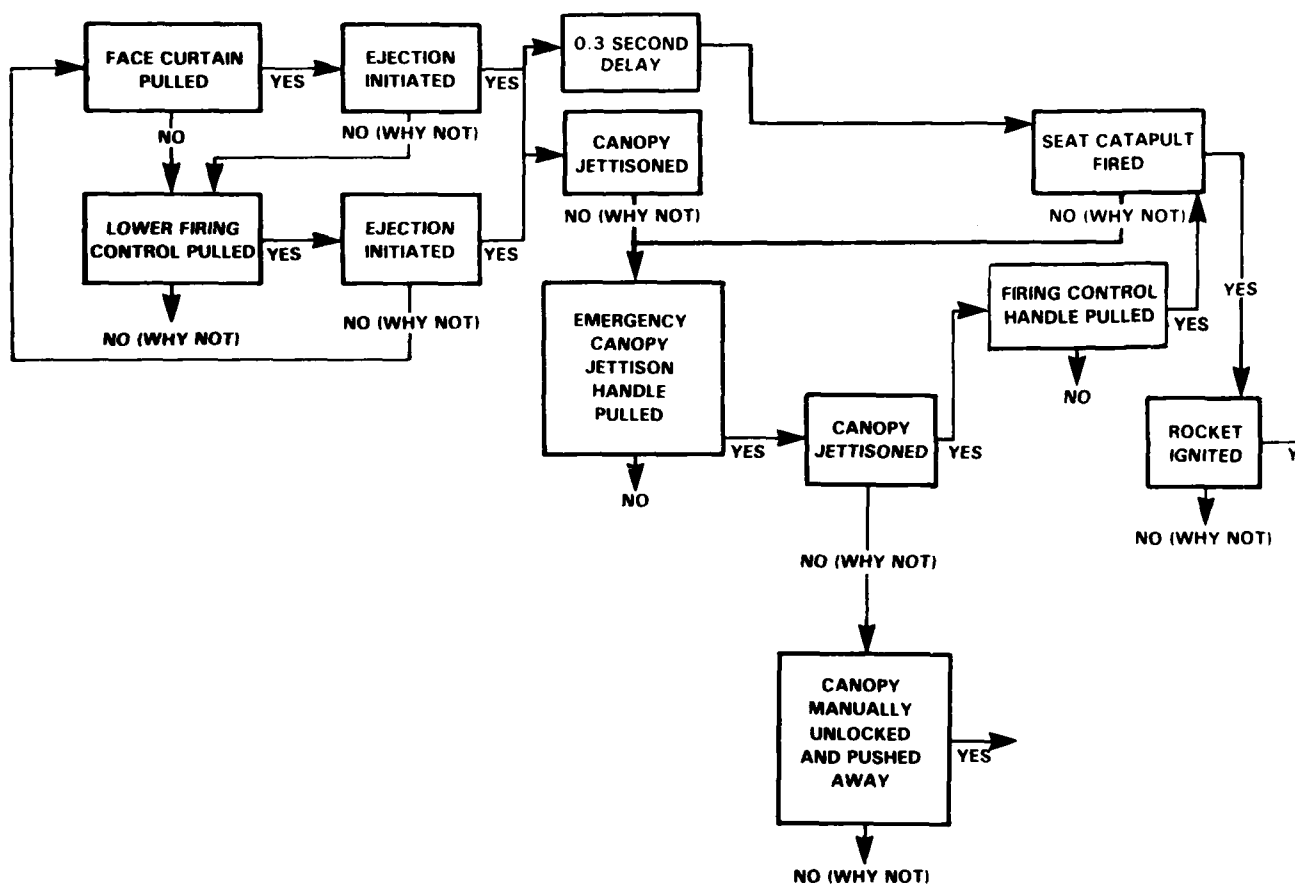 FACE CURTAIN
PULLED
YES
NO
EJECTION
INITIATED
YES
NO (WHY NOT)
0.3 SECOND
DELAY
CANOPY
JETTISONED
NO (WHY NOT)
SEAT CATAPULT
FIRED
NO (WHY NOT)
YES
LOWER FIRING
CONTROL PULLED
YES
NO (WHY NOT)
EJECTION
INITIATED
YES
NO (WHY NOT)
EMERGENCY
CANOPY
JETTISON
HANDLE
PULLED
YES
NO
CANOPY
JETTISONED
YES
NO (WHY NOT)
FIRING CONTROL
HANDLE PULLED
YES
NO
ROCKET
IGNITED
NO (WHY NOT)
CANOPY
MANUALLY
UNLOCKED
AND PUSHED
AWAY
YES
NO (WHY NOT)